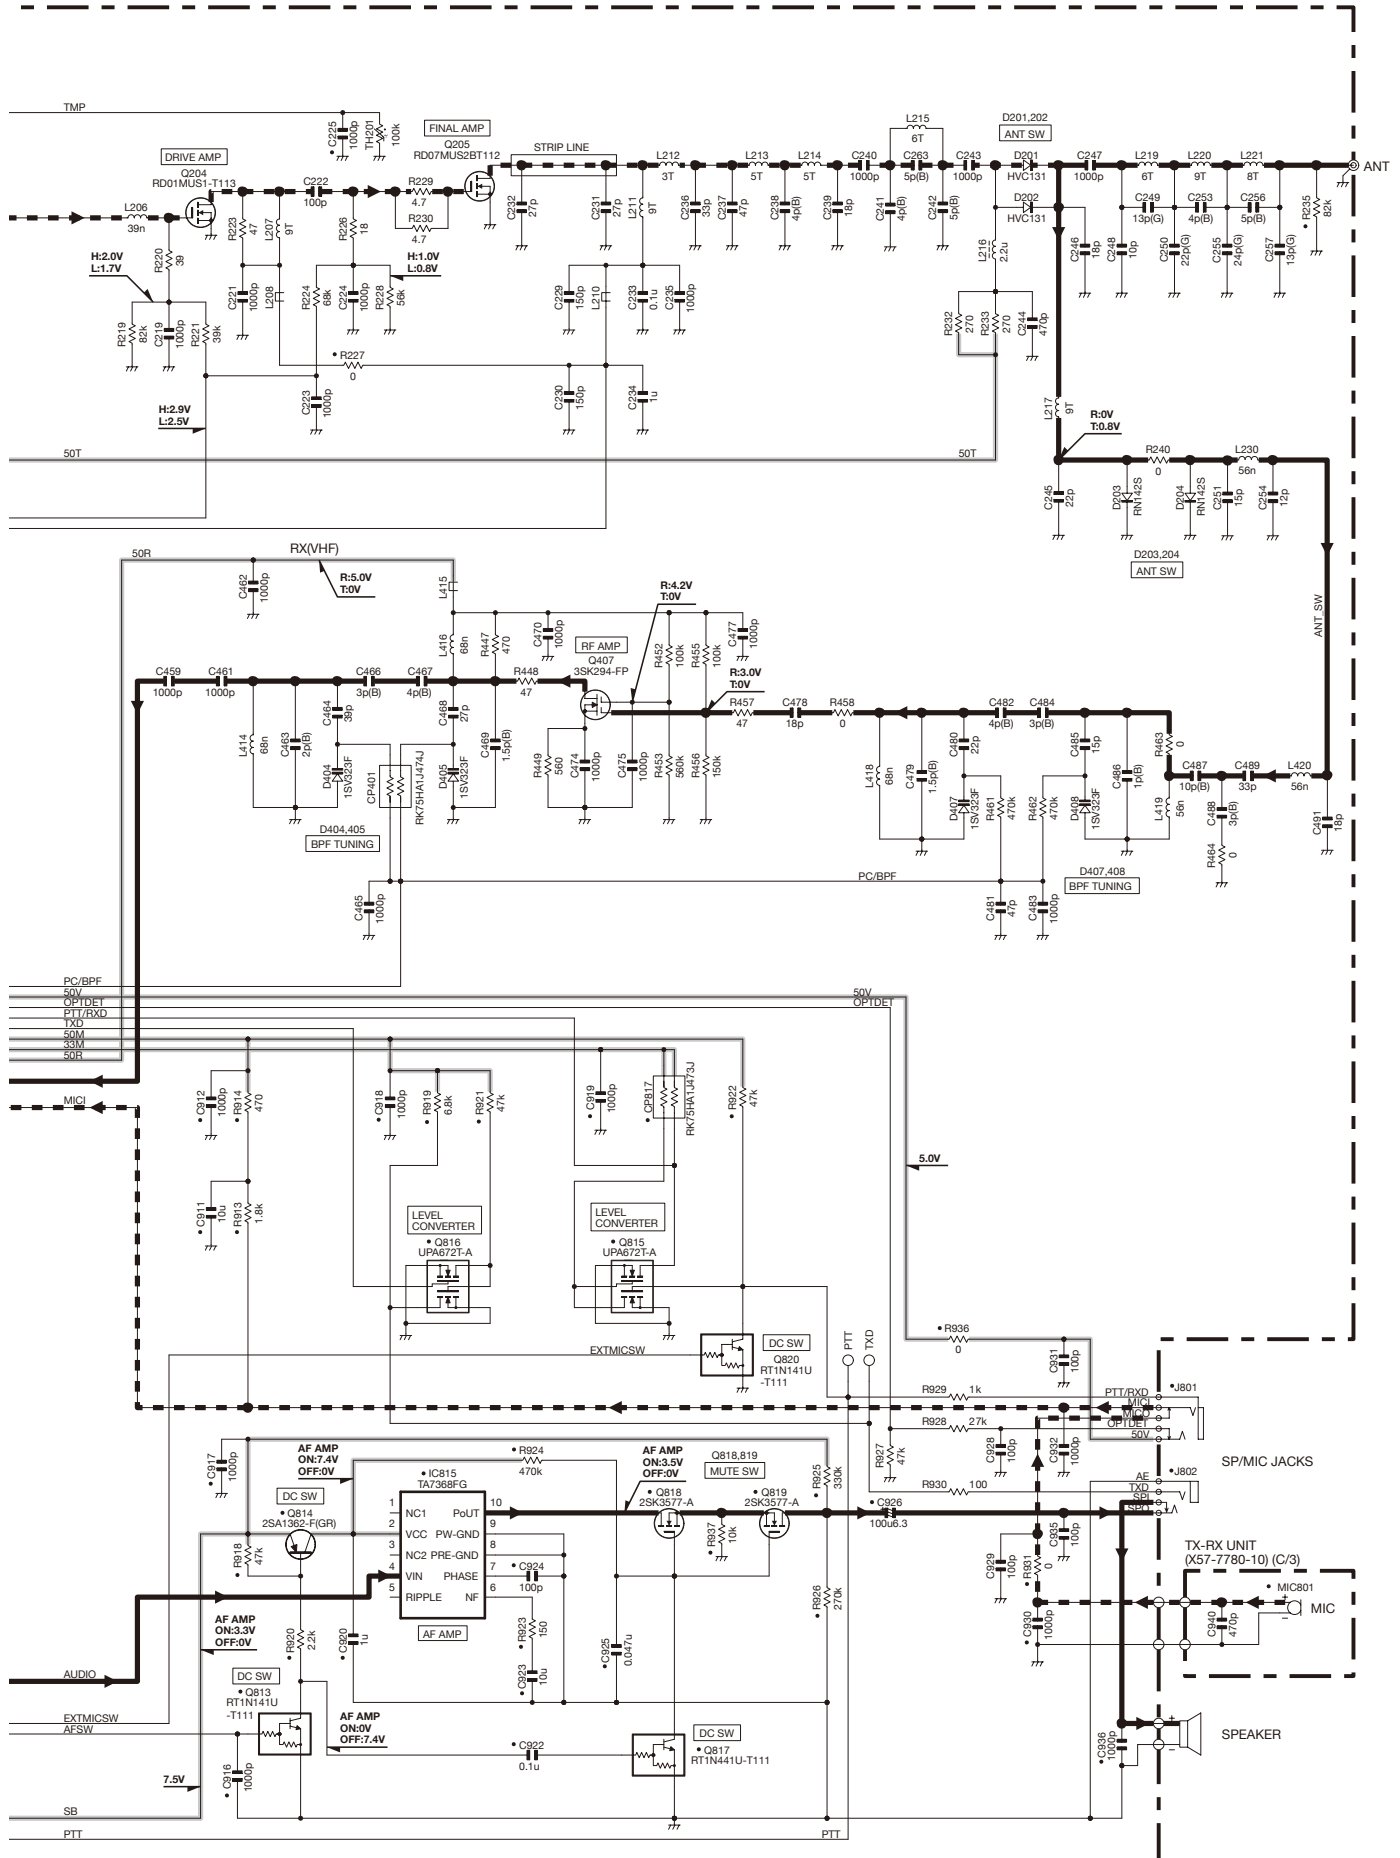 TMP
C225
1000p
TH201
100k
FINAL AMP
Q205
RD07MUS2BT112
STRIP LINE
L215
6T
D201,202
ANT SW
DRIVE AMP
Q204
RD01MUS1-T113
C222
100p
R229
4.7
R230
4.7
L212
3T
L213
5T
L214
5T
C240
1000p
C263
5p(B)
C243
1000p
D201
HVC131
D202
HVC131
C247
1000p
L219
6T
L220
9T
L221
8T
ANT
L206
39n
R220
39
R223
47
L207
9T
R226
18
C232
27p
C231
27p
L211
9T
C236
33p
C237
47p
C238
4p(B)
C239
18p
C241
4p(B)
C242
5p(B)
L216
2.2u
C246
18p
C248
10p
C249
13p(G)
C250
22p(G)
C253
4p(B)
C255
24p(G)
C256
5p(B)
C257
13p(G)
R235
82k
H:2.0V
L:1.7V
H:1.0V
L:0.8V
R219
82k
C219
1000p
R221
39k
C221
1000p
L208
R224
68k
C224
1000p
R228
56k
C229
150p
L210
C233
0.1u
C235
1000p
R232
270
R233
270
C244
470p
R227
0
C223
1000p
C230
150p
C234
1u
H:2.9V
L:2.5V
L217
9T
R:0V
T:0.8V
50T
50T
R240
0
L230
56n
C245
22p
D203
RN142S
D204
RN142S
C251
15p
C254
12p
D203,204
ANT SW
ANT_SW
50R
RX(VHF)
C462
1000p
R:5.0V
T:0V
L415
L416
68n
R447
470
C470
1000p
RF AMP
Q407
3SK294-FP
R:4.2V
T:0V
R452
100k
R455
100k
C477
1000p
R:3.0V
T:0V
C459
1000p
C461
1000p
C466
3p(B)
C467
4p(B)
R448
47
R457
47
C478
18p
R458
0
C482
4p(B)
C484
3p(B)
L414
68n
C463
2p(B)
C464
39p
D404
1SV323F
CP401
RK75HA1J474J
C468
27p
D405
1SV323F
C469
1.5p(B)
R449
560
C474
1000p
C475
1000p
R453
560k
R456
150k
L418
68n
C479
1.5p(B)
C480
22p
D407
1SV323F
R461
470k
R462
470k
C485
15p
D408
1SV323F
C486
1p(B)
R463
0
L419
56n
C487
10p(B)
C489
33p
L420
56n
C488
3p(B)
R464
0
C491
18p
D404,405
BPF TUNING
D407,408
BPF TUNING
PC/BPF
C465
1000p
C481
47p
C483
1000p
PC/BPF
50V
OPTDET
PTT/RXD
TXD
50M
33M
50R
50V
OPTDET
MICI
C912
1000p
R914
470
C918
1000p
R919
6.8k
R921
47k
C919
1000p
CP817
RK75HA1J473J
R922
47k
5.0V
C911
10u
R913
1.8k
LEVEL
CONVERTER
Q816
UPA672T-A
LEVEL
CONVERTER
Q815
UPA672T-A
EXTMICSW
DC SW
Q820
RT1N141U
-T111
PTT
TXD
R936
0
C931
100p
R929
1k
R928
27k
PTT/RXD
MICI
MICO
OPTDET
50V
J801
C917
1000p
R924
470k
AF AMP
ON:7.4V
OFF:0V
AF AMP
ON:3.5V
OFF:0V
Q818,819
MUTE SW
R925
330k
R927
47k
C928
100p
C932
1000p
R930
100
AE
TXD
SPI
SPO
J802
SP/MIC JACKS
DC SW
Q814
2SA1362-F(GR)
R918
47k
IC815
TA7368FG
1
NC1
2
VCC
3
NC2
4
VIN
5
RIPPLE
10
PoUT
9
PW-GND
8
PRE-GND
7
PHASE
6
NF
AF AMP
Q818
2SK3577-A
R937
10k
Q819
2SK3577-A
C926
100u6.3
C924
100p
R923
150
C923
10u
C925
0.047u
R926
270k
C929
100p
R931
0
C935
100p
C930
1000p
TX-RX UNIT
(X57-7780-10) (C/3)
MIC801
+
−
MIC
C940
470p
AF AMP
ON:3.3V
OFF:0V
R920
2.2k
C920
1u
AUDIO
DC SW
Q813
RT1N141U
-T111
EXTMICSW
AFSW
AF AMP
ON:0V
OFF:7.4V
C922
0.1u
DC SW
Q817
RT1N441U-T111
C916
1000p
7.5V
C936
1000p
+
−
SPEAKER
SB
PTT
PTT